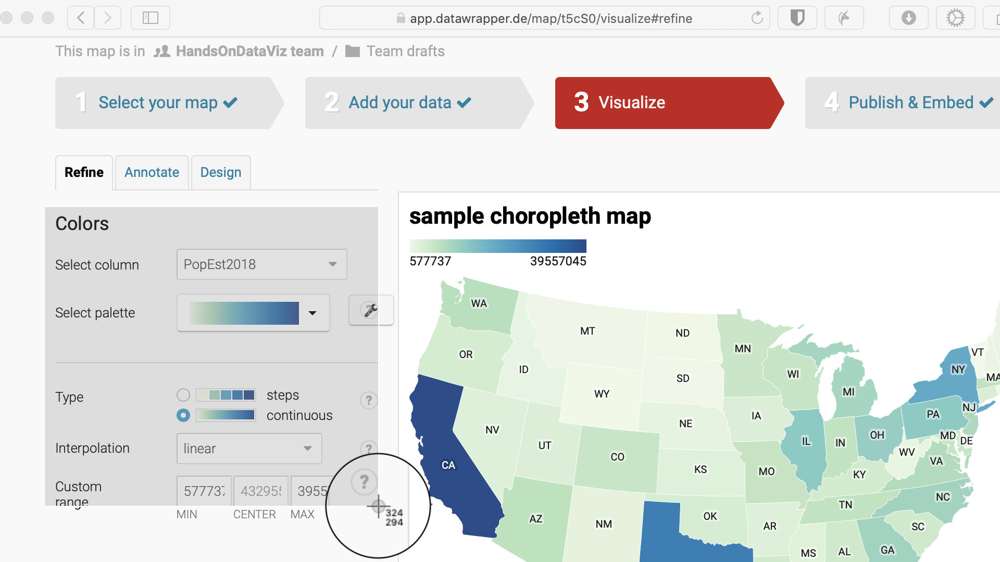 app.datawrapper.de/map/t5cS0/visualize#refine
This map is in HandsOnDataViz team / Team drafts
1 Select your map
2 Add your data
3 Visualize
4 Publish & Embed
Refine
Annotate
Design
Colors
Select column
PopEst2018
Select palette
Type
steps
?
continuous
Interpolation
linear
?
Custom
range
577737
432955
3955
?
MIN
CENTER
MAX
324
294
sample choropleth map
577737
39557045
WA
MT
ND
MN
VT
OR
ID
SD
WI
NY
MA
WY
MI
NJ
NV
NE
IA
PA
UT
IL
IN
OH
MD
DE
CA
CO
KS
MO
WV
VA
KY
NC
AZ
NM
OK
TN
AR
SC
MS
AL
GA